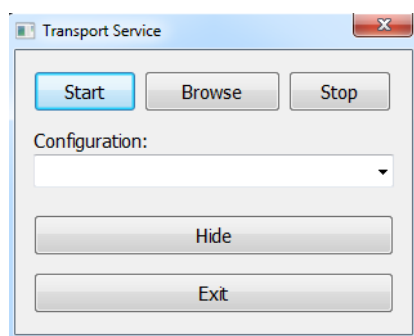 Transport Service
Start Browse Stop
Configuration:
Hide
Exit